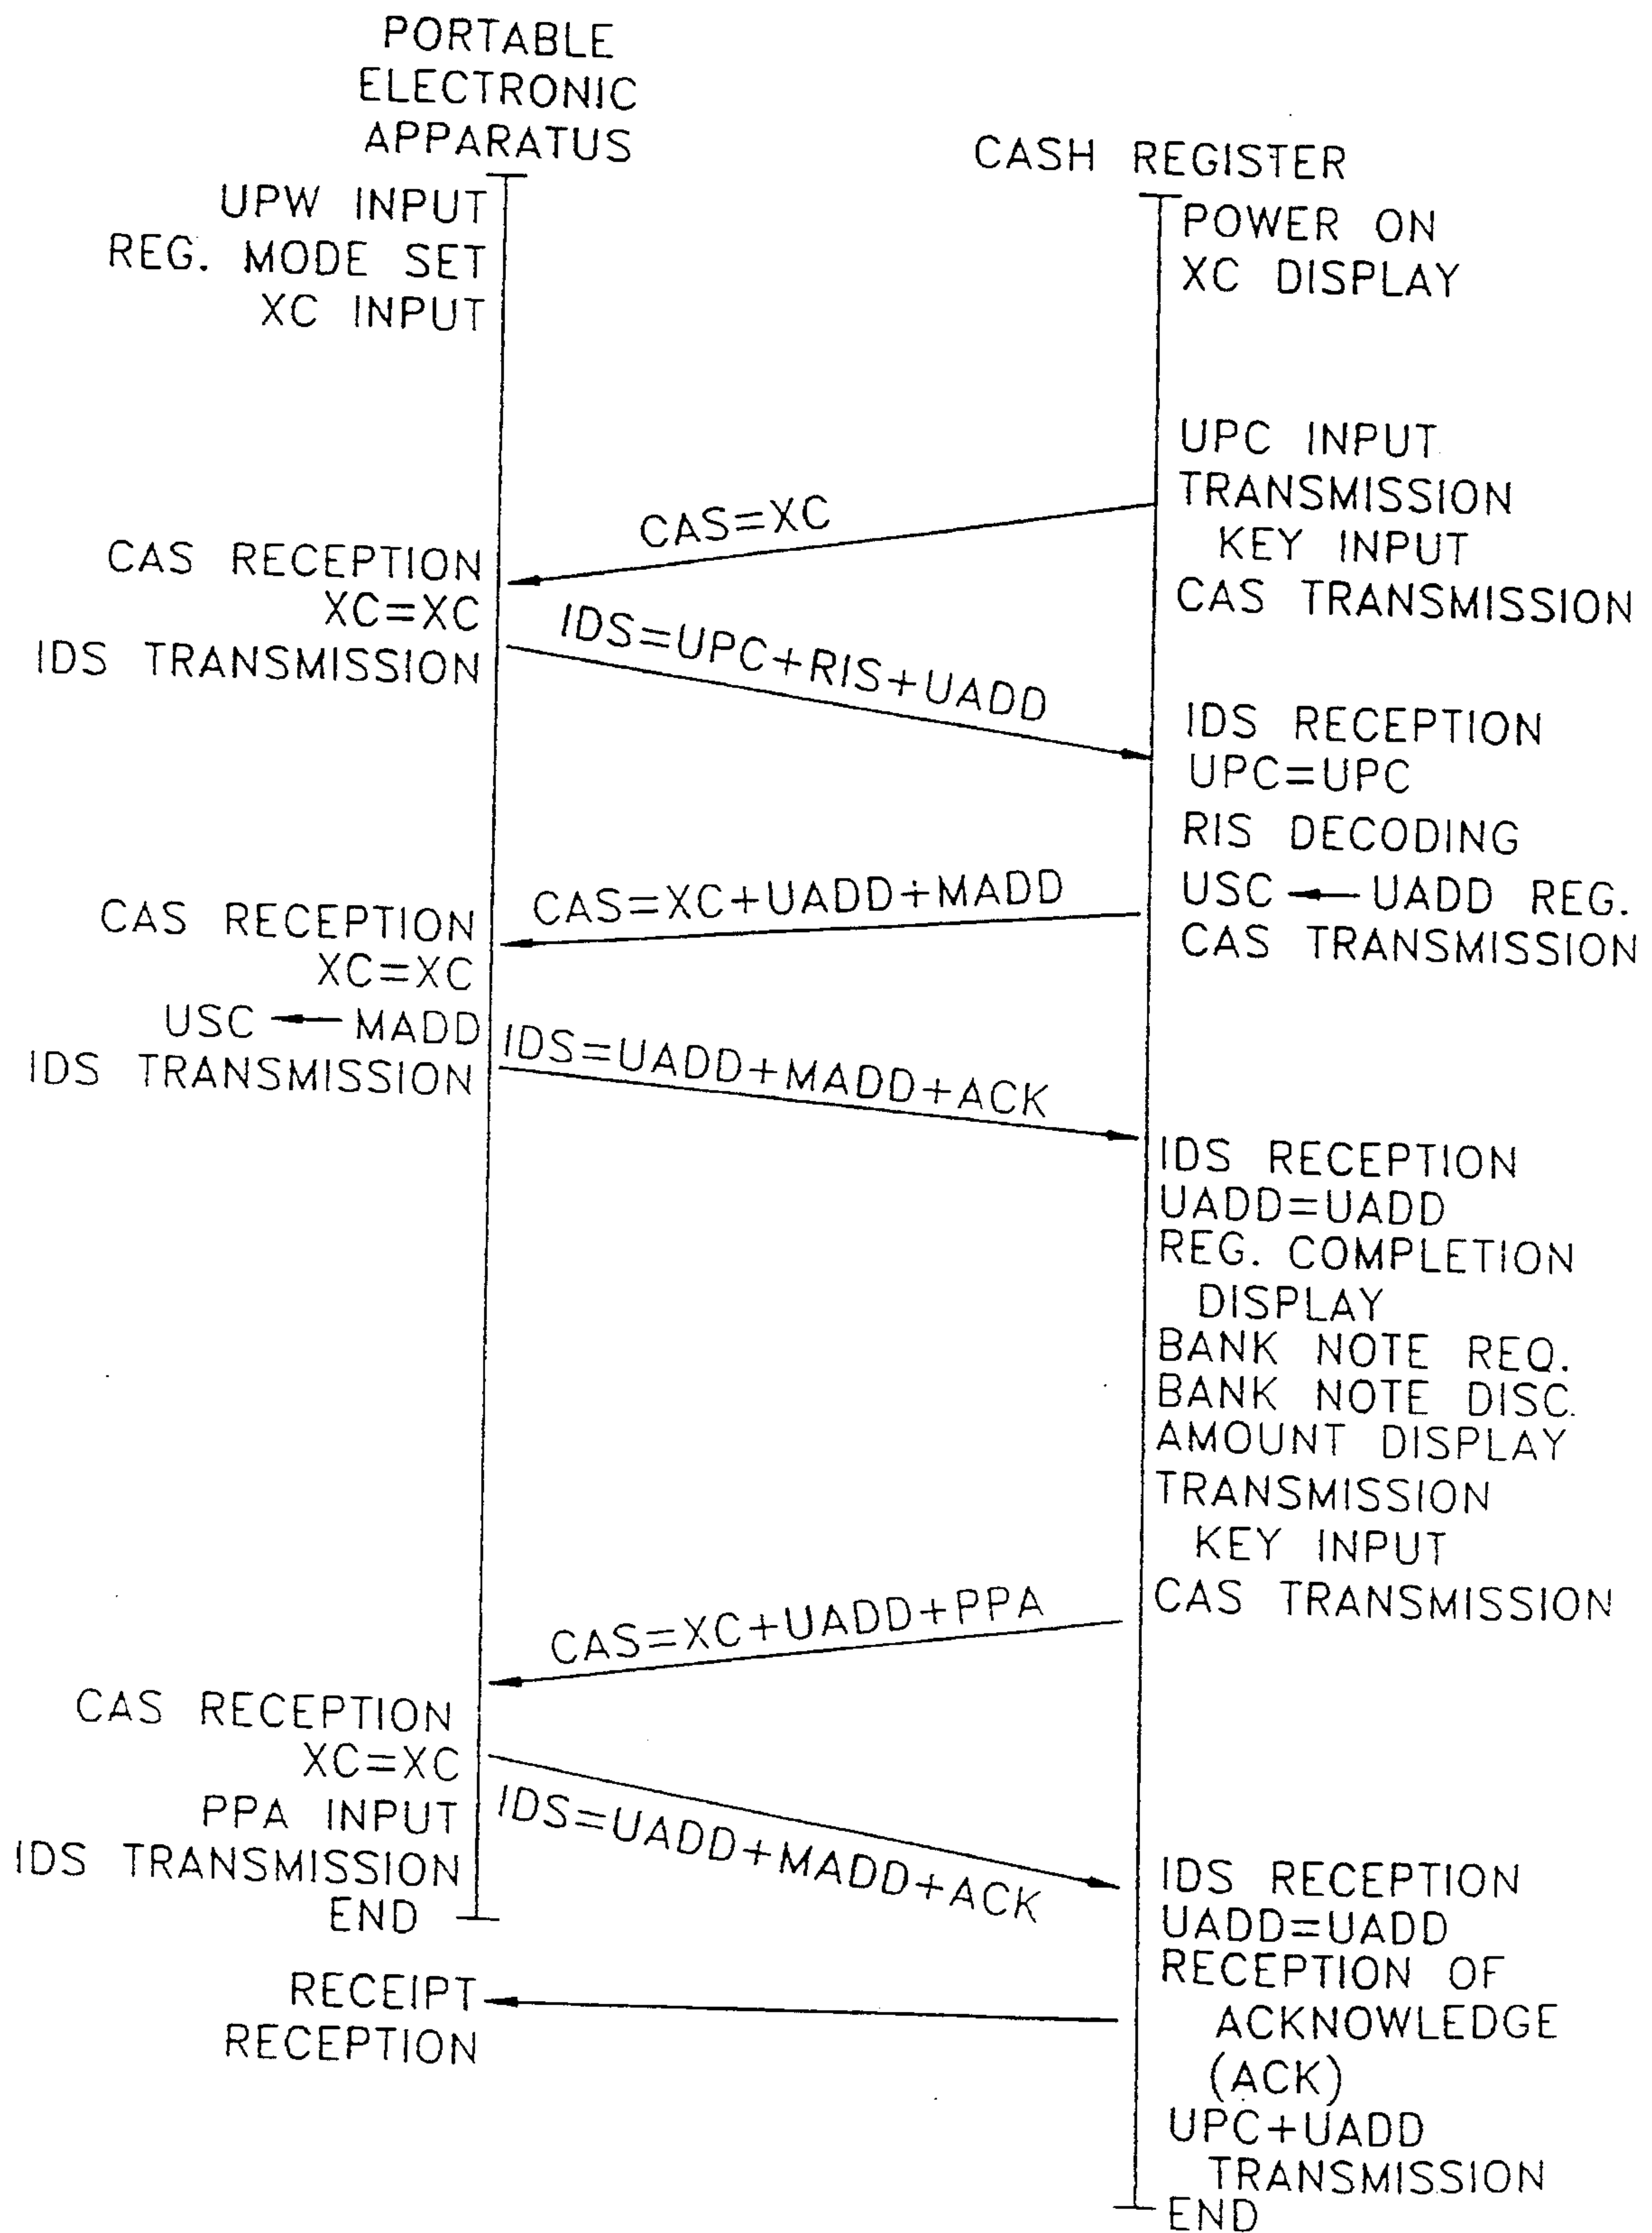 PORTABLE
ELECTRONIC
APPARATUS
CASH REGISTER
UPW INPUT
REG. MODE SET
XC INPUT
POWER ON
XC DISPLAY
UPC INPUT
TRANSMISSION
KEY INPUT
CAS TRANSMISSION
CAS=XC
CAS RECEPTION
XC=XC
IDS TRANSMISSION
IDS=UPC+RIS+UADD
IDS RECEPTION
UPC=UPC
RIS DECODING
USC ← UADD REG.
CAS TRANSMISSION
CAS=XC+UADD+MADD
CAS RECEPTION
XC=XC
USC ← MADD
IDS TRANSMISSION
IDS=UADD+MADD+ACK
IDS RECEPTION
UADD=UADD
REG. COMPLETION
DISPLAY
BANK NOTE REQ.
BANK NOTE DISC.
AMOUNT DISPLAY
TRANSMISSION
KEY INPUT
CAS TRANSMISSION
CAS=XC+UADD+PPA
CAS RECEPTION
XC=XC
PPA INPUT
IDS TRANSMISSION
END
IDS=UADD+MADD+ACK
IDS RECEPTION
UADD=UADD
RECEPTION OF
ACKNOWLEDGE
(ACK)
UPC+UADD
TRANSMISSION
END
RECEIPT
RECEPTION